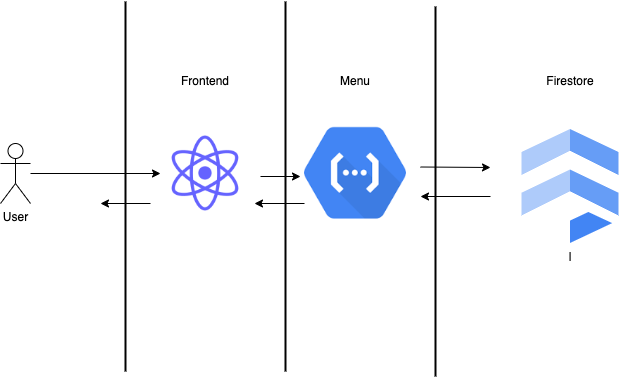 Frontend
Menu
Firestore
User
l